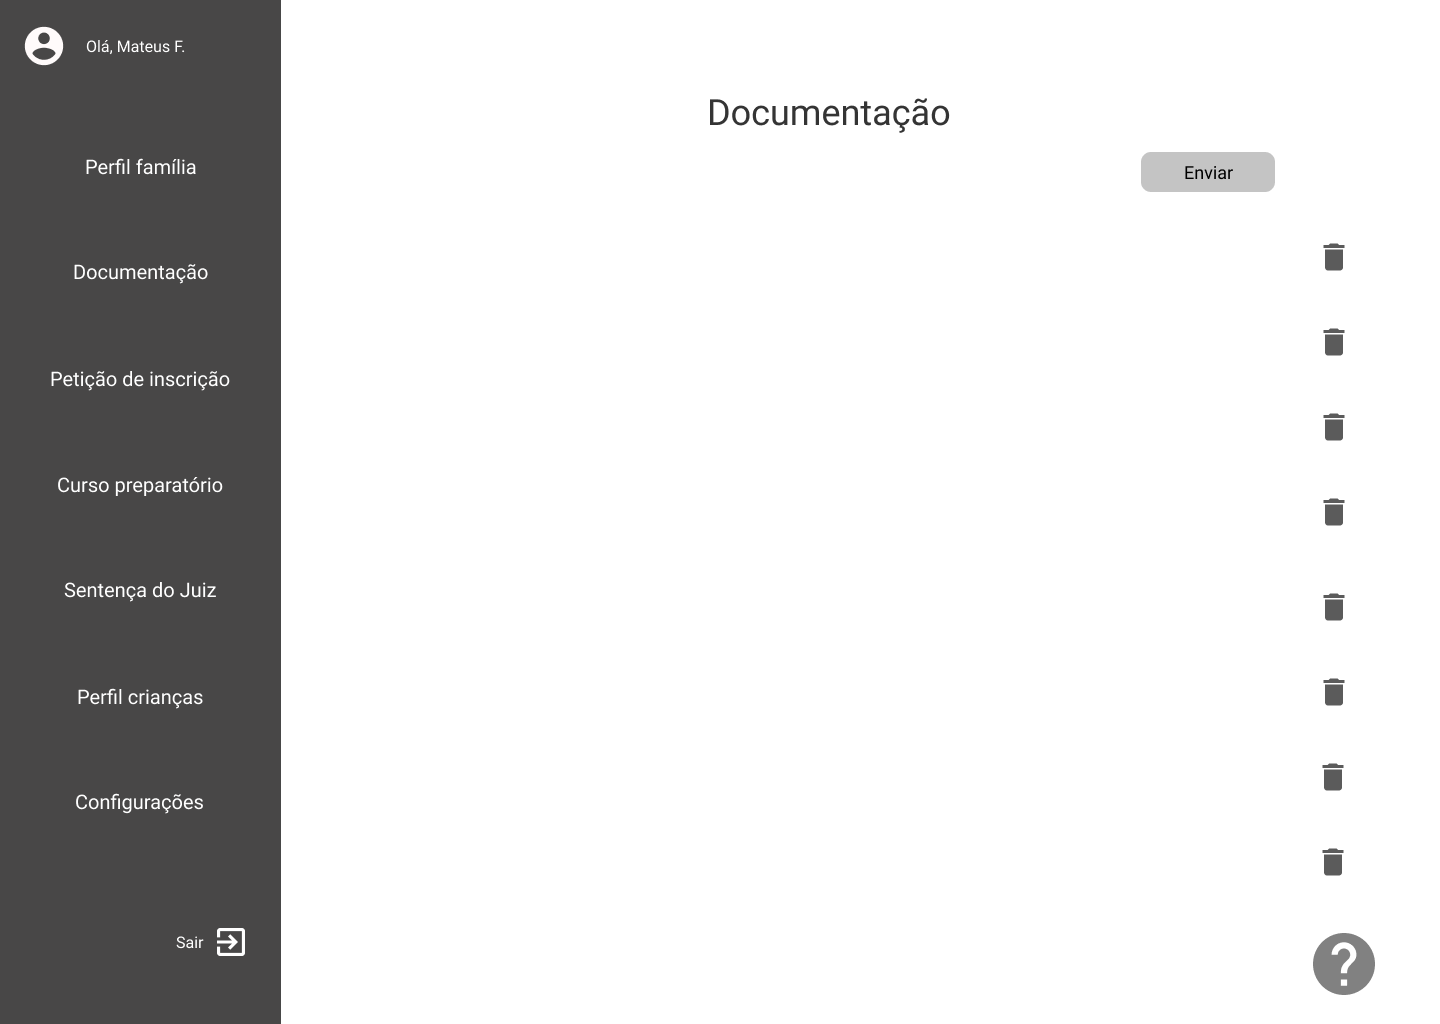 Olá, Mateus F.
Perfil família
Documentação
Petição de inscrição
Curso preparatório
Sentença do Juiz
Perfil crianças
Configurações
Sair
Documentação
Enviar
?